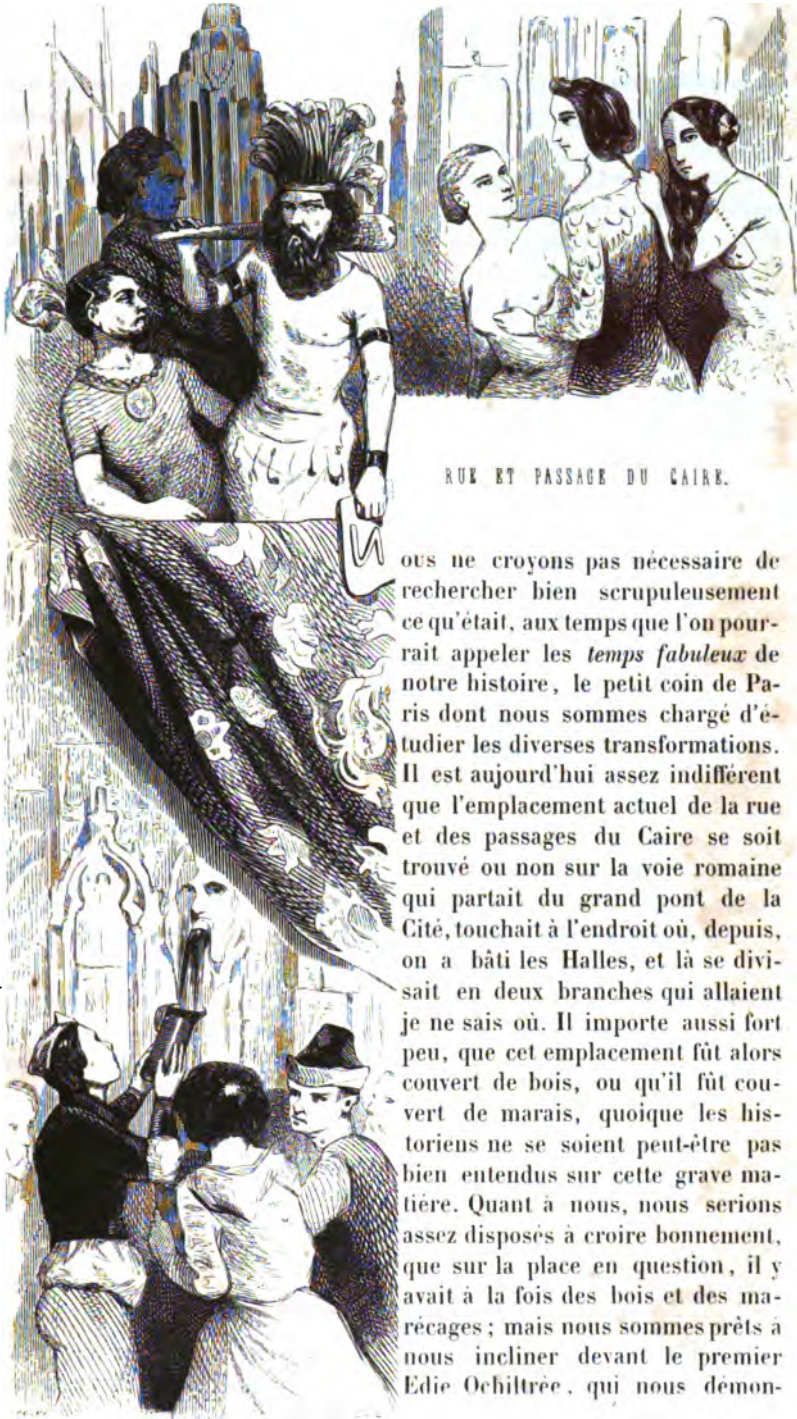 RUE ET PASSAGE DU CAIRE.
ous ne croyons pas nécessaire de
rechercher bien scrupuleusement
ce qu'était, aux temps que l'on pour-
rait appeler les temps fabuleux de
notre histoire, le petit coin de Pa-
ris dont nous sommes chargé d'é-
tudier les diverses transformations.
Il est aujourd'hui assez indifférent
que l'emplacement actuel de la rue
et des passages du Caire se soit
trouvé ou non sur la voie romaine
qui partait du grand pont de la
Cité, touchait à l'endroit où, depuis,
on a bâti les Halles, et là se divi-
sait en deux branches qui allaient
je ne sais où. Il importe aussi fort
peu, que cet emplacement fût alors
couvert de bois, ou qu'il fût cou-
vert de marais, quoique les his-
toriens ne se soient peut-être pas
bien entendus sur cette grave ma-
tière. Quant à nous, nous serions
assez disposés à croire bonnement,
que sur la place en question, il y
avait à la fois des bois et des ma-
récages ; mais nous sommes prêts à
nous incliner devant le premier
Edie Ochiltrée, qui nous démon-